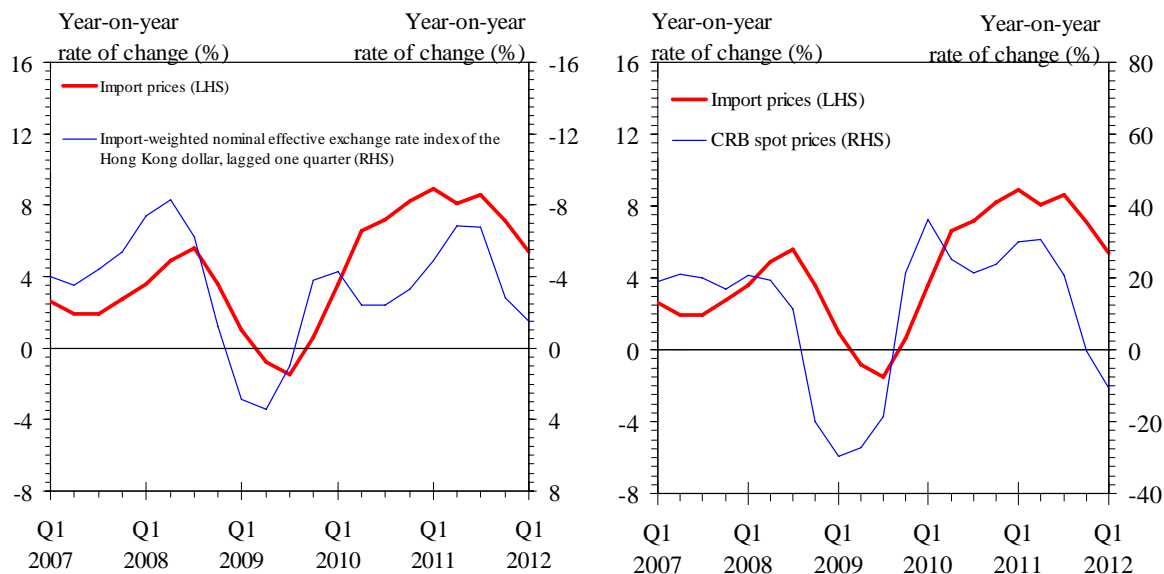 Year-on-year
rate of change (%)
Year-on-year
rate of change (%)
16
12
8
4
0
-4
-8
-16
-12
-8
-4
0
4
8
Import prices (LHS)
Import-weighted nominal effective exchange rate index of the
Hong Kong dollar, lagged one quarter (RHS)
Q1
2007
Q1
2008
Q1
2009
Q1
2010
Q1
2011
Q1
2012
Year-on-year
rate of change (%)
Year-on-year
rate of change (%)
16
12
8
4
0
-4
-8
80
60
40
20
0
-20
-40
Import prices (LHS)
CRB spot prices (RHS)
Q1
2007
Q1
2008
Q1
2009
Q1
2010
Q1
2011
Q1
2012